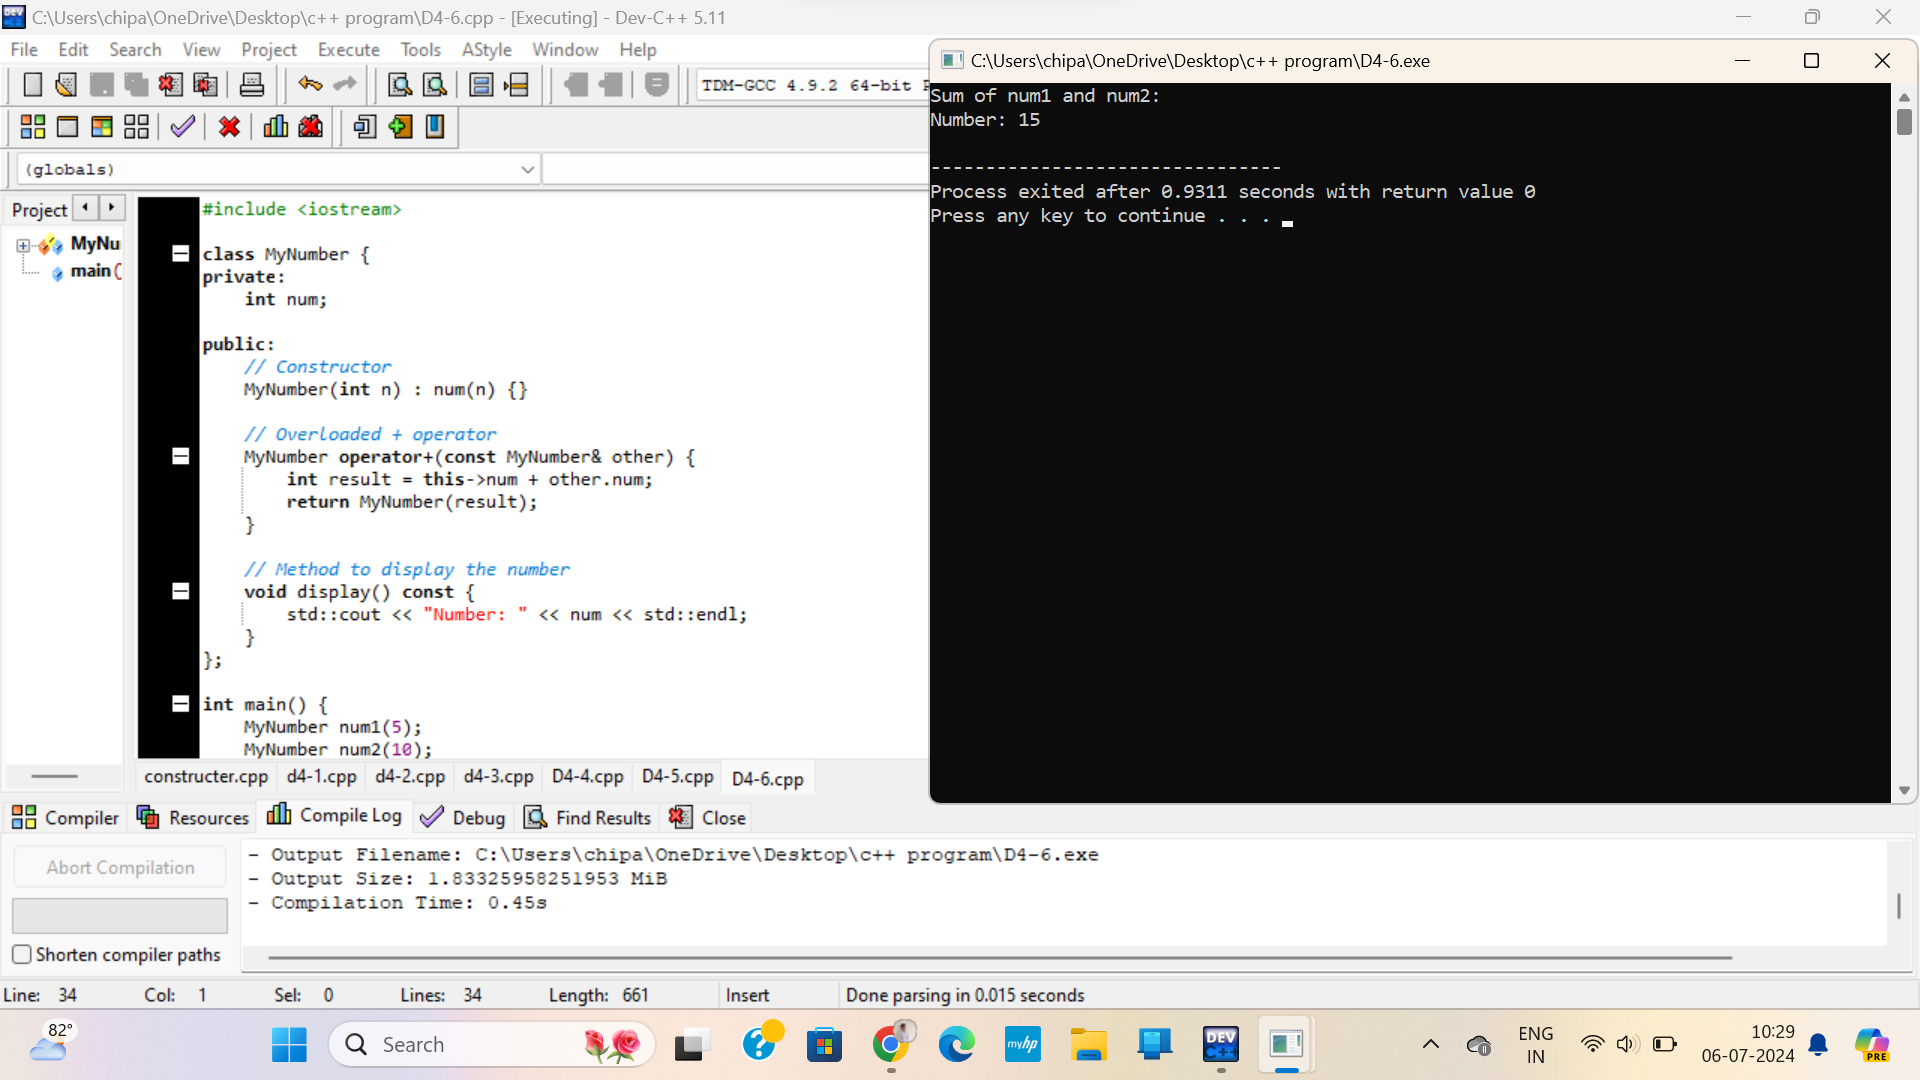 C:\Users\chipa\OneDrive\Desktop\c++ program\D4-6.cpp - [Executing] - Dev-C++ 5.11
File Edit Search View Project Execute Tools AStyle Window Help
TDM-GCC 4.9.2 64-bit
(globals)
Project
MyNu
main
#include <iostream>
class MyNumber {
private:
    int num;
public:
    // Constructor
    MyNumber(int n) : num(n) {}
    // Overloaded + operator
    MyNumber operator+(const MyNumber& other) {
        int result = this->num + other.num;
        return MyNumber(result);
    }
    // Method to display the number
    void display() const {
        std::cout << "Number: " << num << std::endl;
    }
};
int main() {
    MyNumber num1(5);
    MyNumber num2(10);
constructer.cpp d4-1.cpp d4-2.cpp d4-3.cpp D4-4.cpp D4-5.cpp D4-6.cpp
C:\Users\chipa\OneDrive\Desktop\c++ program\D4-6.exe
Sum of num1 and num2:
Number: 15
--------------------------------
Process exited after 0.9311 seconds with return value 0
Press any key to continue . . .
Compiler Resources Compile Log Debug Find Results Close
Abort Compilation
Shorten compiler paths
- Output Filename: C:\Users\chipa\OneDrive\Desktop\c++ program\D4-6.exe
- Output Size: 1.83325958251953 MiB
- Compilation Time: 0.45s
Line: 34 Col: 1 Sel: 0 Lines: 34 Length: 661 Insert Done parsing in 0.015 seconds
82°
Search
myhp
DEV
C++
ENG
IN
10:29
06-07-2024
PRE